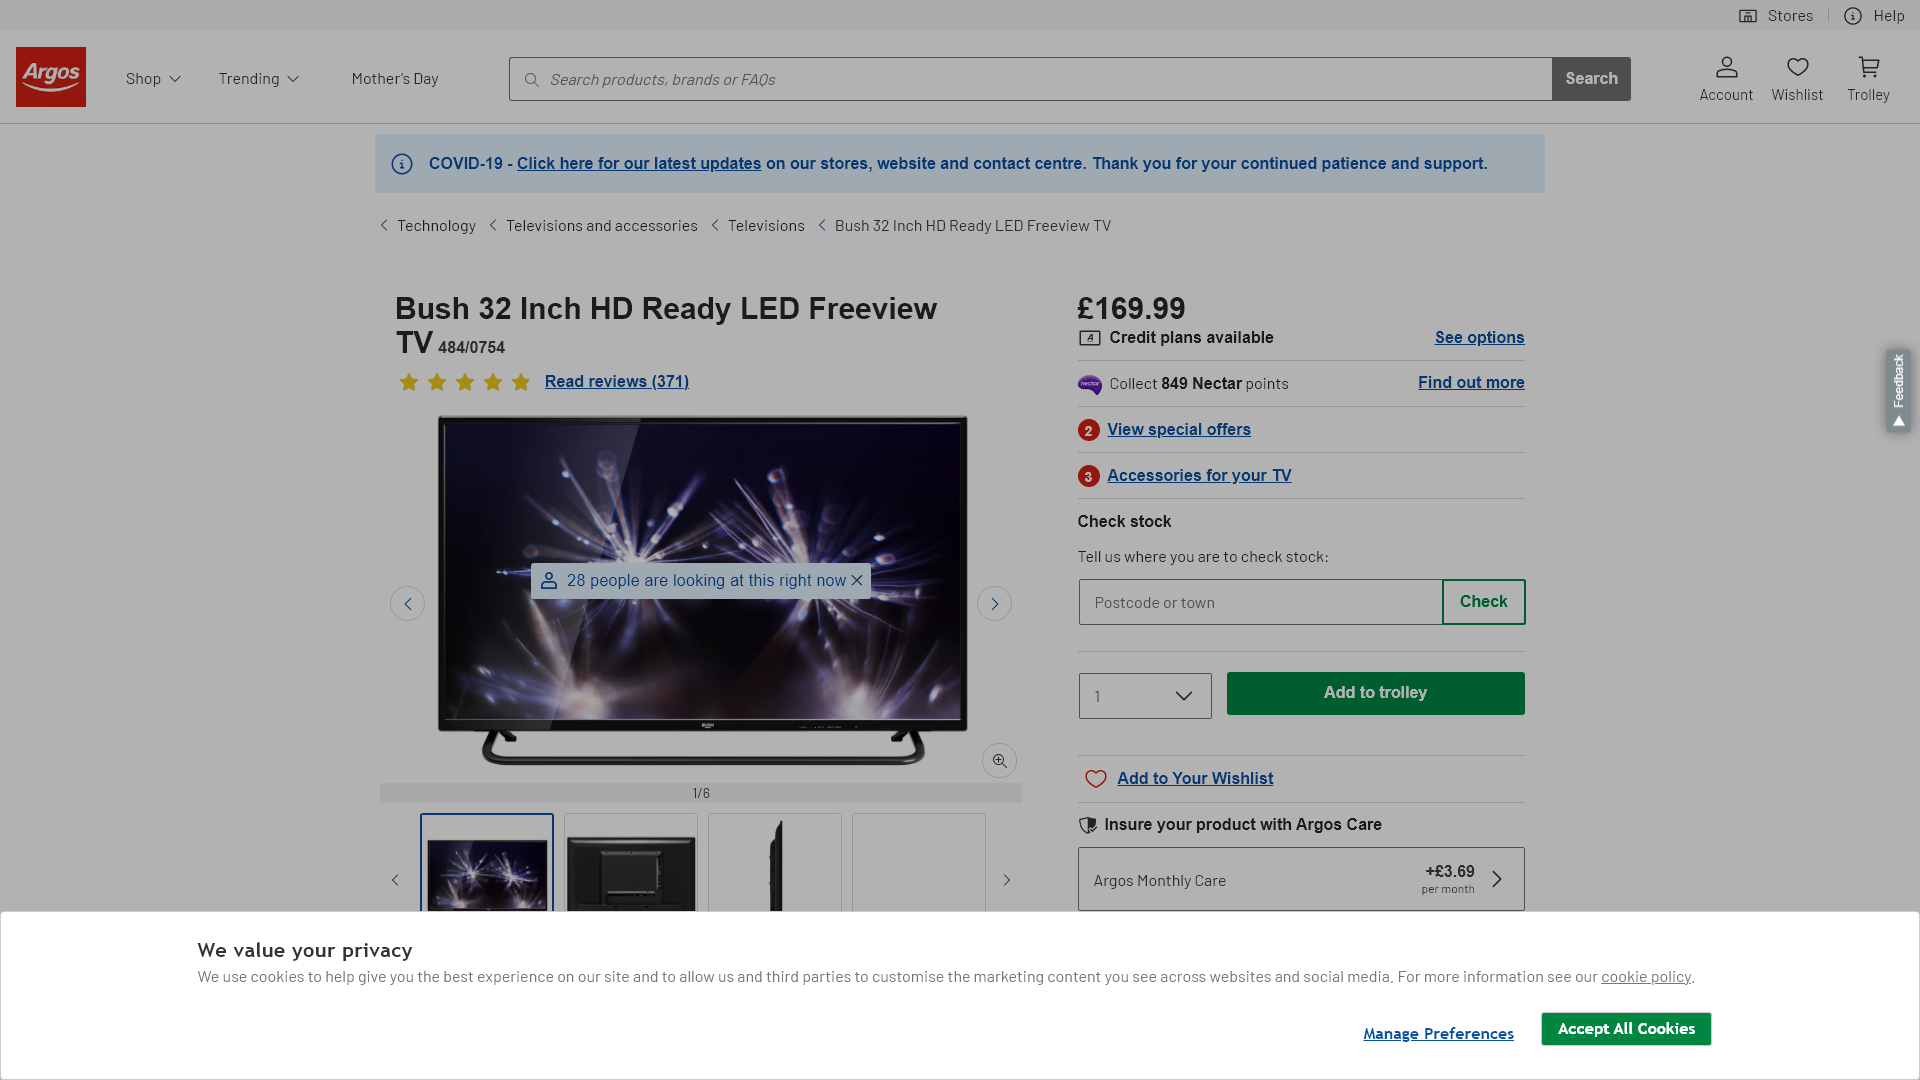 Stores
Help
Argos
Shop
Trending
Mother's Day
Search products, brands or FAQs
Search
Account
Wishlist
Trolley
COVID-19 - Click here for our latest updates on our stores, website and contact centre. Thank you for your continued patience and support.
Technology
Televisions and accessories
Televisions
Bush 32 Inch HD Ready LED Freeview TV
Bush 32 Inch HD Ready LED Freeview
TV 484/0754
Read reviews (371)
28 people are looking at this right now
BUSH
1/6
£169.99
Credit plans available
See options
nectar
Collect 849 Nectar points
Find out more
2
View special offers
3
Accessories for your TV
Check stock
Tell us where you are to check stock:
Postcode or town
Check
1
Add to trolley
Add to Your Wishlist
Insure your product with Argos Care
Argos Monthly Care
+£3.69
per month
Feedback
We value your privacy
We use cookies to help give you the best experience on our site and to allow us and third parties to customise the marketing content you see across websites and social media. For more information see our cookie policy.
Manage Preferences
Accept All Cookies